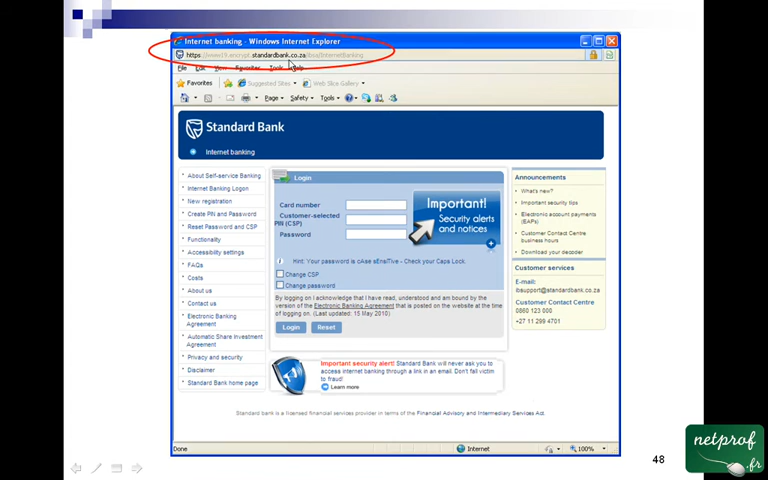 Internet banking - Windows Internet Explorer
https://www19.encrypt.standardbank.co.za/ibsa/InternetBanking
File Edit View Favorites Tools Help
Favorites Suggested Sites Web Slice Gallery
Page Safety Tools
Standard Bank
Internet banking
About Self-service Banking
Internet Banking Logon
New registration
Create PIN and Password
Reset Password and CSP
Functionality
Accessibility settings
FAQs
Costs
About us
Contact us
Electronic Banking
Agreement
Automatic Share Investment
Agreement
Privacy and security
Disclaimer
Standard Bank home page
Login
Card number
Customer-selected
PIN (CSP)
Password
Important!
Security alerts
and notices
Hint: Your password is cAse sEnsiTive - Check your Caps Lock.
Change CSP
Change password
By logging on I acknowledge that I have read, understood and am bound by the
version of the Electronic Banking Agreement that is posted on the website at the time
of logging on. (Last updated: 15 May 2010)
Login Reset
Important security alert! Standard Bank will never ask you to
access internet banking through a link in an email. Don't fall victim
to fraud!
Learn more
Announcements
What's new?
Important security tips
Electronic account payments
(EAPs)
Customer Contact Centre
business hours
Download your decoder
Customer services
E-mail:
ibsupport@standardbank.co.za
Customer Contact Centre
0860 123 000
+27 11 299 4701
Standard bank is a licensed financial services provider in terms of the Financial Advisory and Intermediary Services Act.
Done Internet 100%
48
netprof
.fr